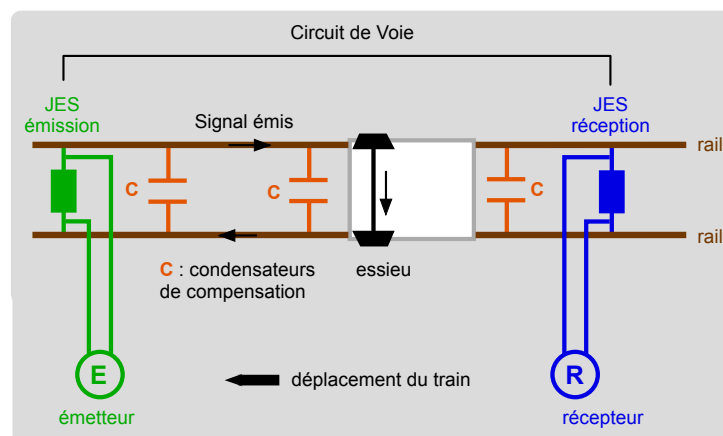 Circuit de Voie
JES
émission
JES
réception
Signal émis
rail
C
C
C
rail
C : condensateurs
de compensation
essieu
E
déplacement du train
R
émetteur
récepteur